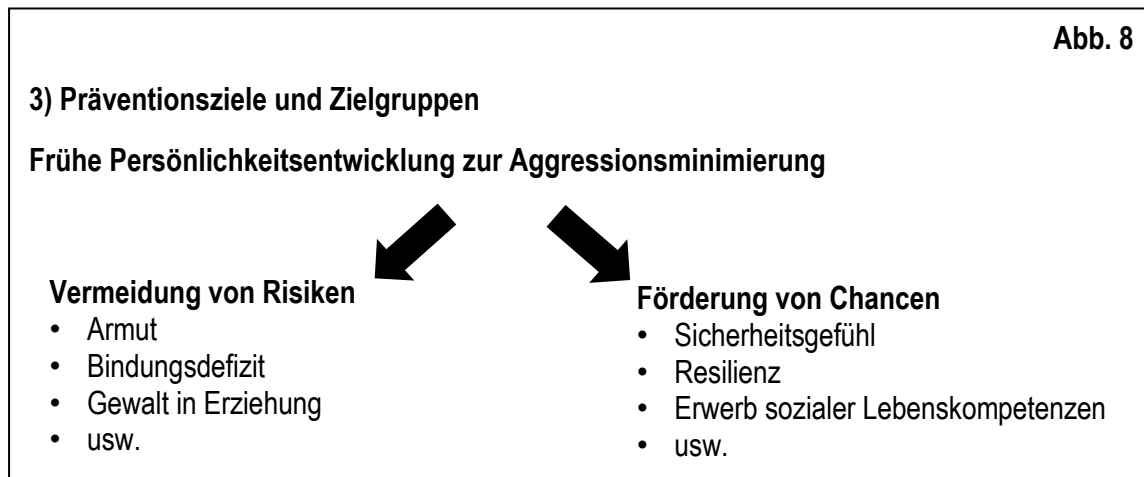 Abb. 8
3) Präventionsziele und Zielgruppen
Frühe Persönlichkeitsentwicklung zur Aggressionsminimierung
Vermeidung von Risiken
• Armut
• Bindungsdefizit
• Gewalt in Erziehung
• usw.
Förderung von Chancen
• Sicherheitsgefühl
• Resilienz
• Erwerb sozialer Lebenskompetenzen
• usw.